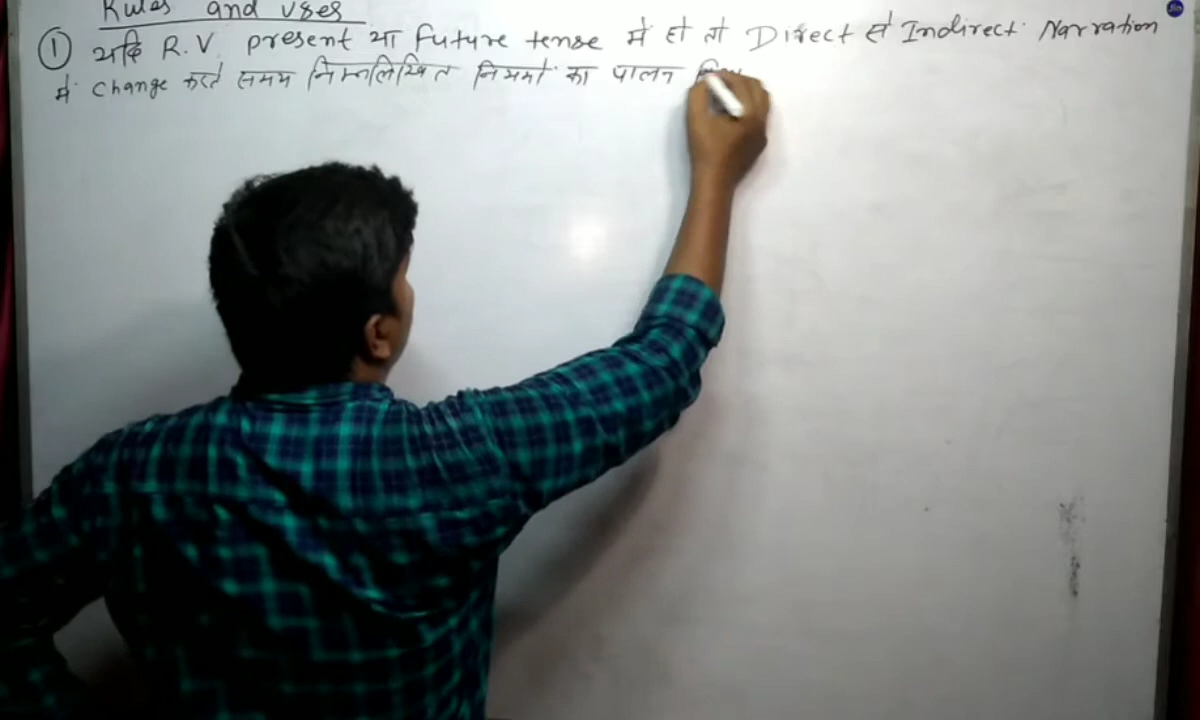 Rules and uses
① यदि R.V. present या future tense में हो तो Direct से Indirect Narration
में change करते समय निम्नलिखित नियमों का पालन